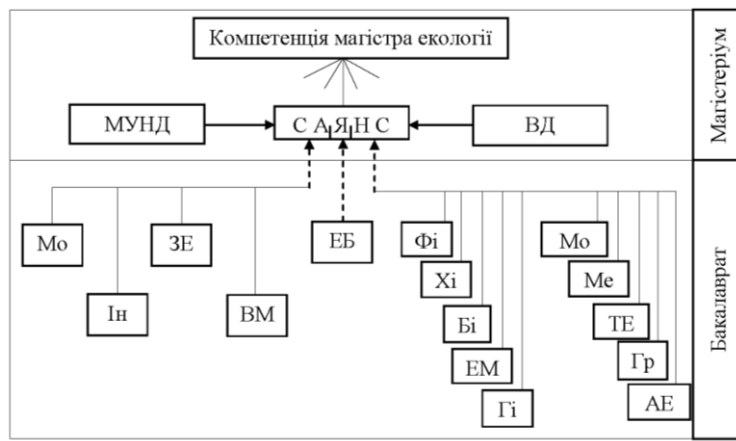 Компетенція магістра екології
МУНД
САЯНС
ВД
Магістеріум
Мо
ЗЕ
ЕБ
Фі
Мо
Хі
Ме
Ін
ВМ
Бі
ТЕ
ЕМ
Гр
Гі
АЕ
Бакалаврат